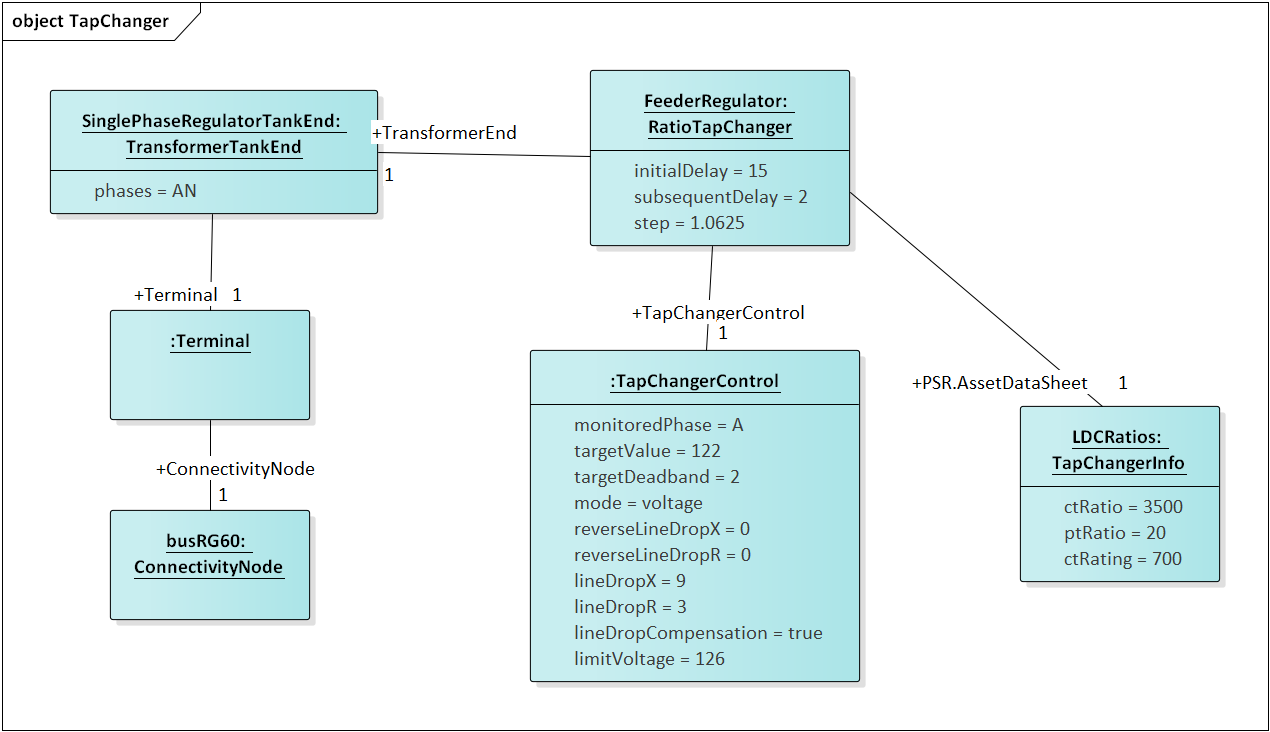 object TapChanger
SinglePhaseRegulatorTankEnd:
TransformerTankEnd
phases = AN
+TransformerEnd
1
FeederRegulator:
RatioTapChanger
initialDelay = 15
subsequentDelay = 2
step = 1.0625
+Terminal 1
:Terminal
+ConnectivityNode
1
busRG60:
ConnectivityNode
+TapChangerControl
1
:TapChangerControl
monitoredPhase = A
targetValue = 122
targetDeadband = 2
mode = voltage
reverseLineDropX = 0
reverseLineDropR = 0
lineDropX = 9
lineDropR = 3
lineDropCompensation = true
limitVoltage = 126
+PSR.AssetDataSheet 1
LDCRatios:
TapChangerInfo
ctRatio = 3500
ptRatio = 20
ctRating = 700